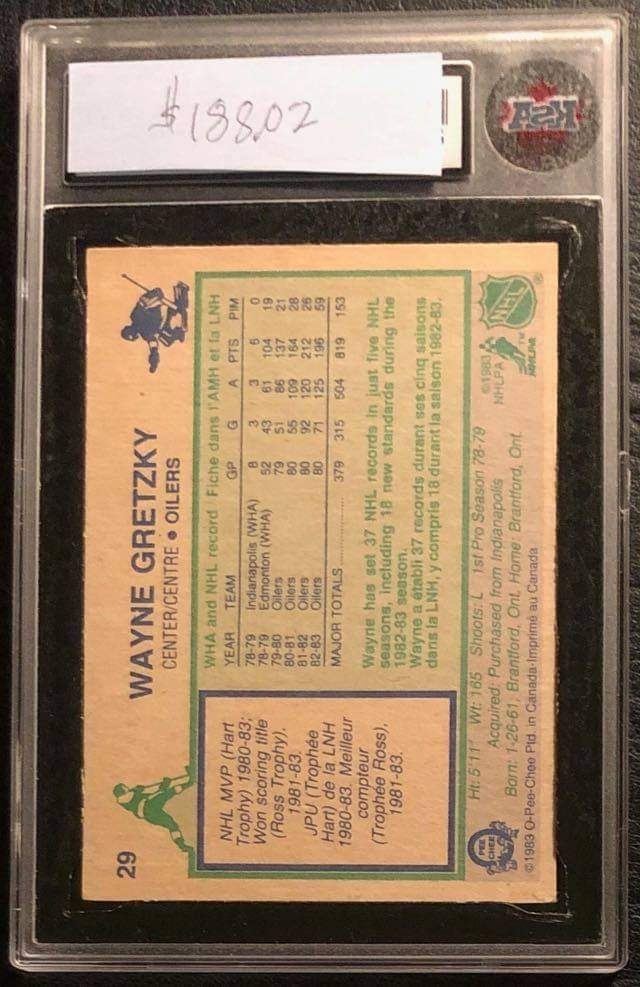 $188.02
KSA
29
WAYNE GRETZKY
CENTER/CENTRE • OILERS
NHL MVP (Hart
Trophy) 1980-83;
Won scoring title
(Ross Trophy),
1981-83.
JPU (Trophée
Hart) de la LNH
1980-83. Meilleur
compteur
(Trophée Ross),
1981-83.
WHA and NHL record Fiche dans l'AMH et la LNH
YEAR TEAM GP G A PTS PIM
78-79 Indianapolis (WHA) 8 3 3 6 0
78-79 Edmonton (WHA) 52 43 61 104 19
79-80 Oilers 79 51 86 137 21
80-81 Oilers 80 55 109 164 28
81-82 Oilers 80 92 120 212 26
82-83 Oilers 80 71 125 196 59
MAJOR TOTALS 379 315 504 819 153
Wayne has set 37 NHL records in just five NHL
seasons, including 18 new standards during the
1982-83 season.
Wayne a établi 37 records durant ses cinq saisons
dans la LNH, y compris 18 durant la saison 1982-83.
Ht: 5'11" Wt: 165 Shoots: L 1st Pro Season 78-79
Acquired: Purchased from Indianapolis
Born: 1-26-61, Brantford, Ont. Home: Brantford, Ont.
©1983 O-Pee-Chee Ptd. in Canada-Imprimé au Canada
O PEE CHEE
©1983
NHLPA
NHLPA
TM
NHL
®